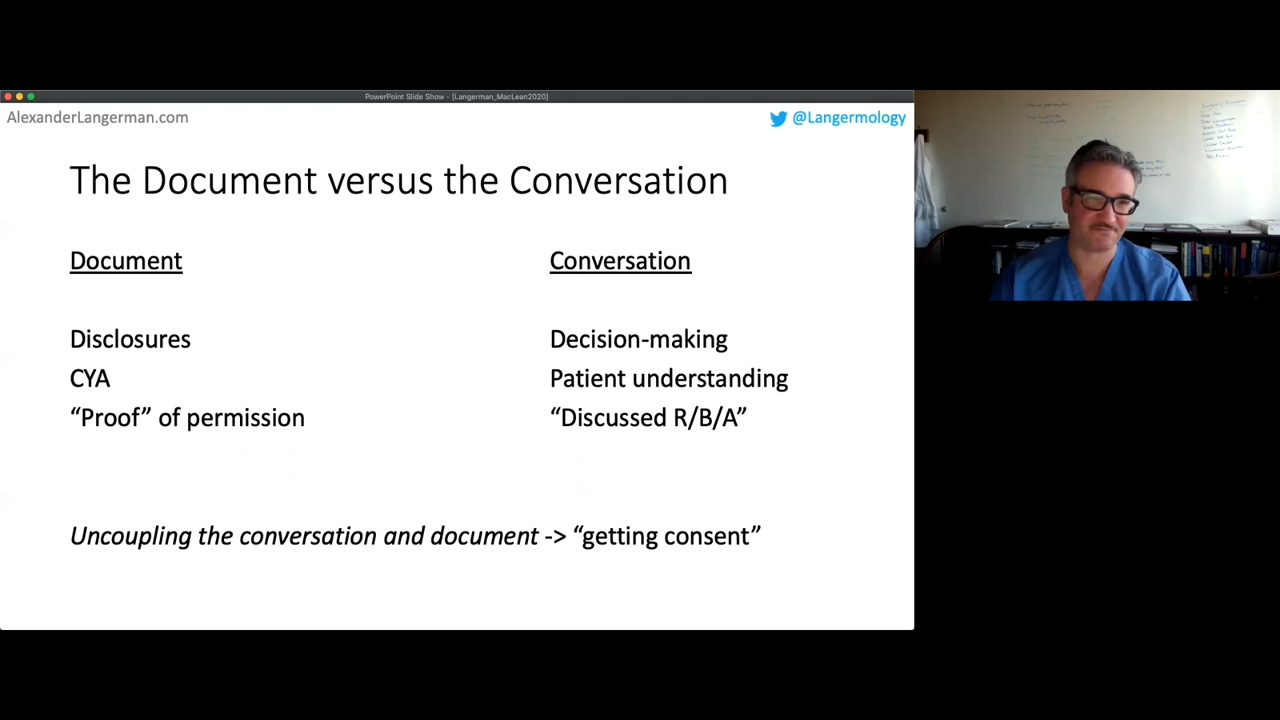 PowerPoint Slide Show - [Langerman_MacLean2020]
AlexanderLangerman.com
@Langermology
The Document versus the Conversation
Document
Conversation
Disclosures
Decision-making
CYA
Patient understanding
“Proof” of permission
“Discussed R/B/A”
Uncoupling the conversation and document -> “getting consent”